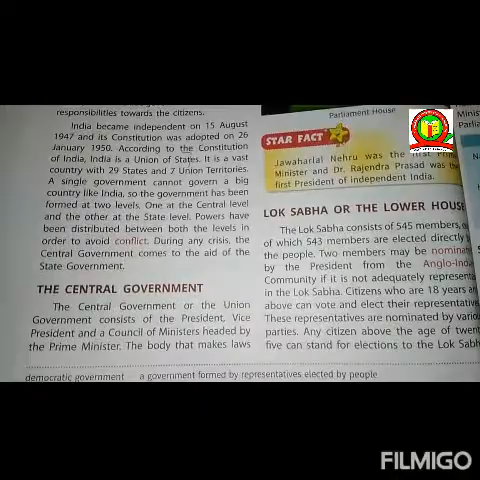 responsibilities towards the citizens.
India became independent on 15 August
1947 and its Constitution was adopted on 26
January 1950. According to the Constitution
of India, India is a Union of States. It is a vast
country with 29 States and 7 Union Territories.
A single government cannot govern a big
country like India, so the government has been
formed at two levels. One at the Central level
and the other at the State level. Powers have
been distributed between both the levels in
order to avoid conflict. During any crisis, the
Central Government comes to the aid of the
State Government.
THE CENTRAL GOVERNMENT
The Central Government or the Union
Government consists of the President, Vice
President and a Council of Ministers headed by
the Prime Minister. The body that makes laws
Parliament House
STAR FACT
Jawaharlal Nehru was the first Prim
Minister and Dr. Rajendra Prasad was the
first President of independent India.
LOK SABHA OR THE LOWER HOUSE
The Lok Sabha consists of 545 members,
of which 543 members are elected directly b
the people. Two members may be nominate
by the President from the Anglo-India
Community if it is not adequately represente
in the Lok Sabha. Citizens who are 18 years an
above can vote and elect their representative
These representatives are nominated by variou
parties. Any citizen above the age of twent
five can stand for elections to the Lok Sabh
Minis
Parlia
democratic government a government formed by representatives elected by people
FILMIGO